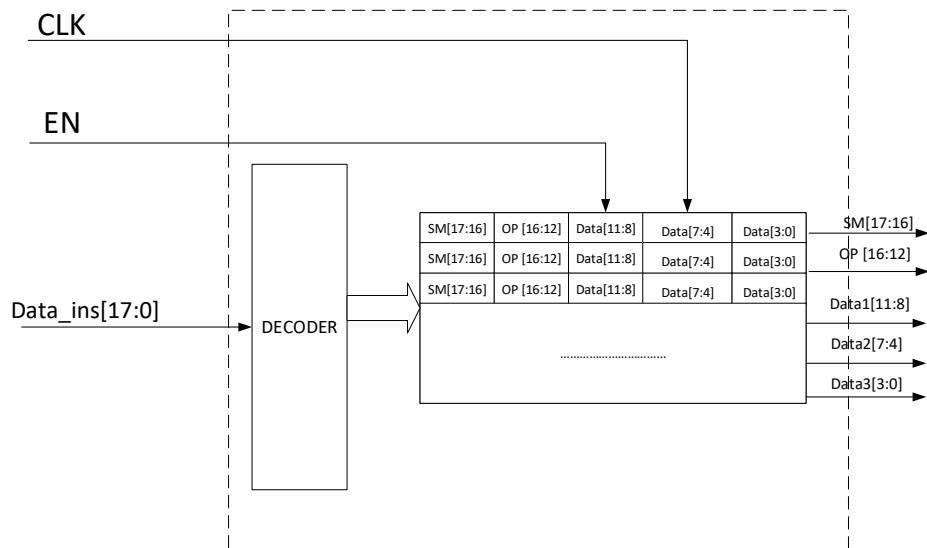 CLK
EN
SM[17:16] OP [16:12] Data[11:8] Data[7:4] Data[3:0]
SM[17:16]
SM[17:16] OP [16:12] Data[11:8] Data[7:4] Data[3:0]
OP [16:12]
SM[17:16] OP [16:12] Data[11:8] Data[7:4] Data[3:0]
Data_ins[17:0]
DECODER
Data1[11:8]
Data2[7:4]
................................
Data3[3:0]